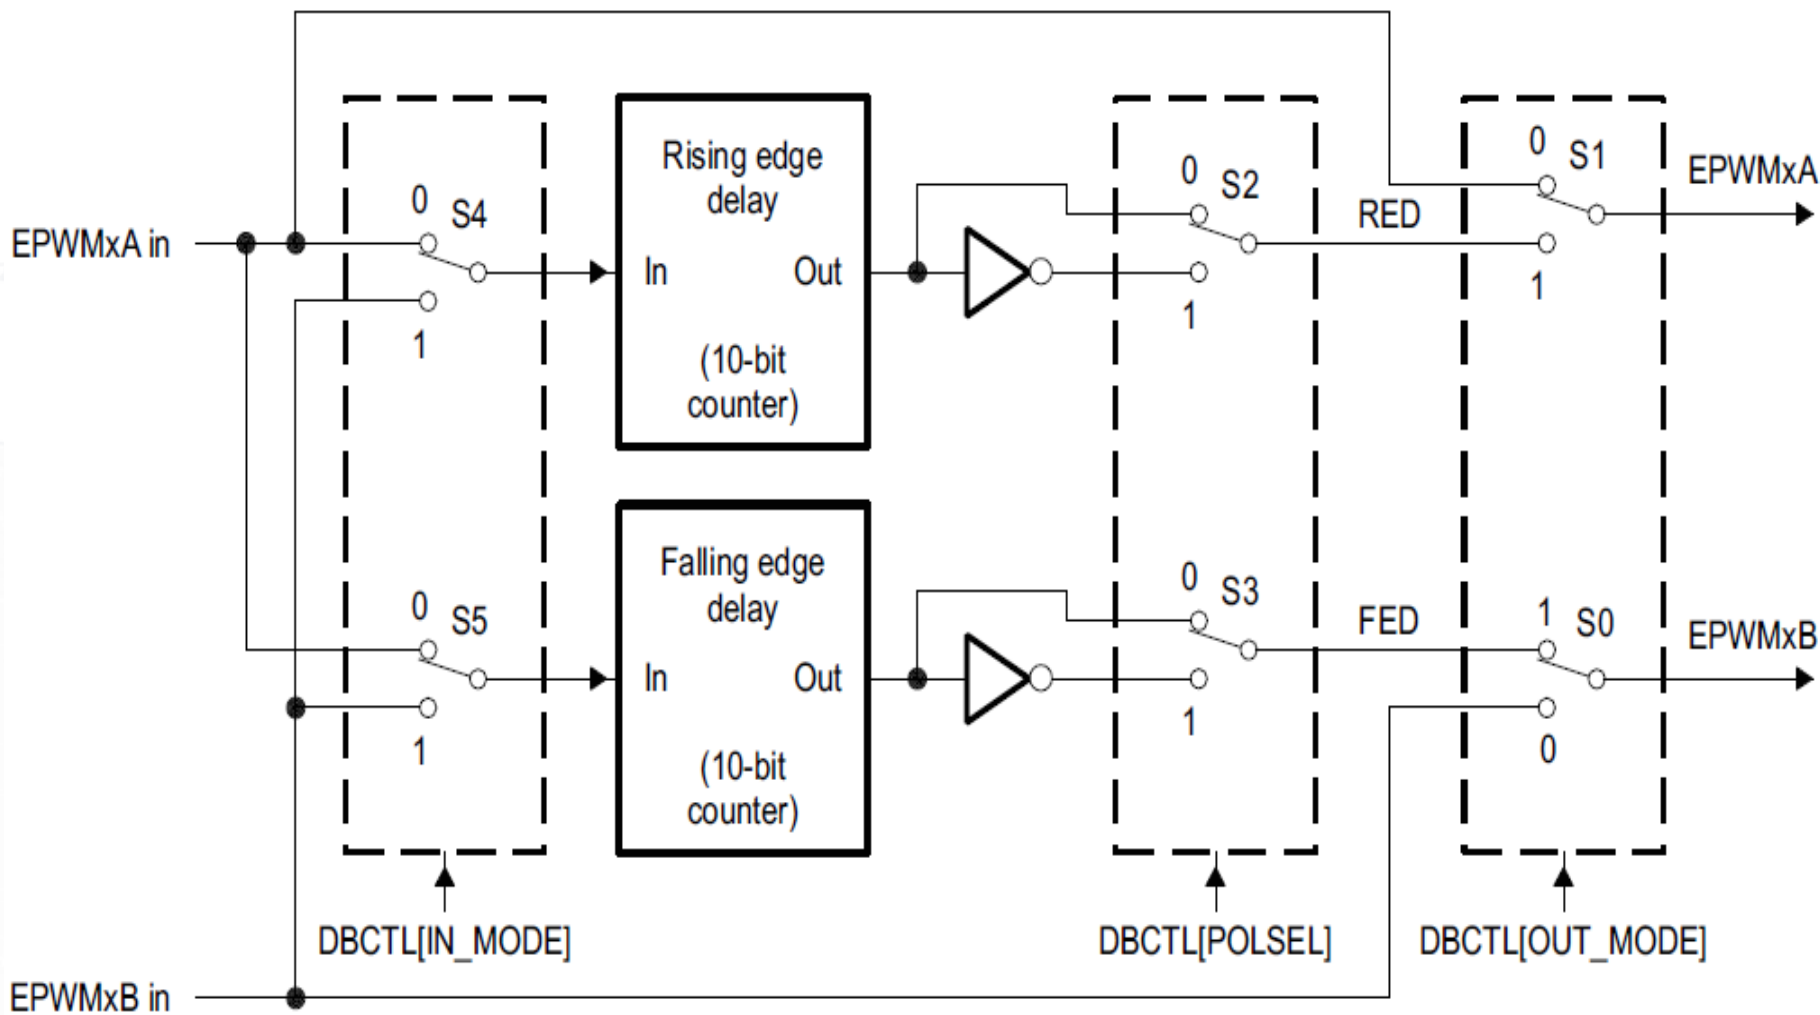 0
S1
EPWMxA
Rising edge
delay
0
S2
RED
0
S4
EPWMxA in
In
Out
1
1
1
(10-bit
counter)
Falling edge
delay
0
S3
FED
1
S0
EPWMxB
0
S5
In
Out
1
0
1
(10-bit
counter)
DBCTL[IN_MODE]
DBCTL[POLSEL]
DBCTL[OUT_MODE]
EPWMxB in